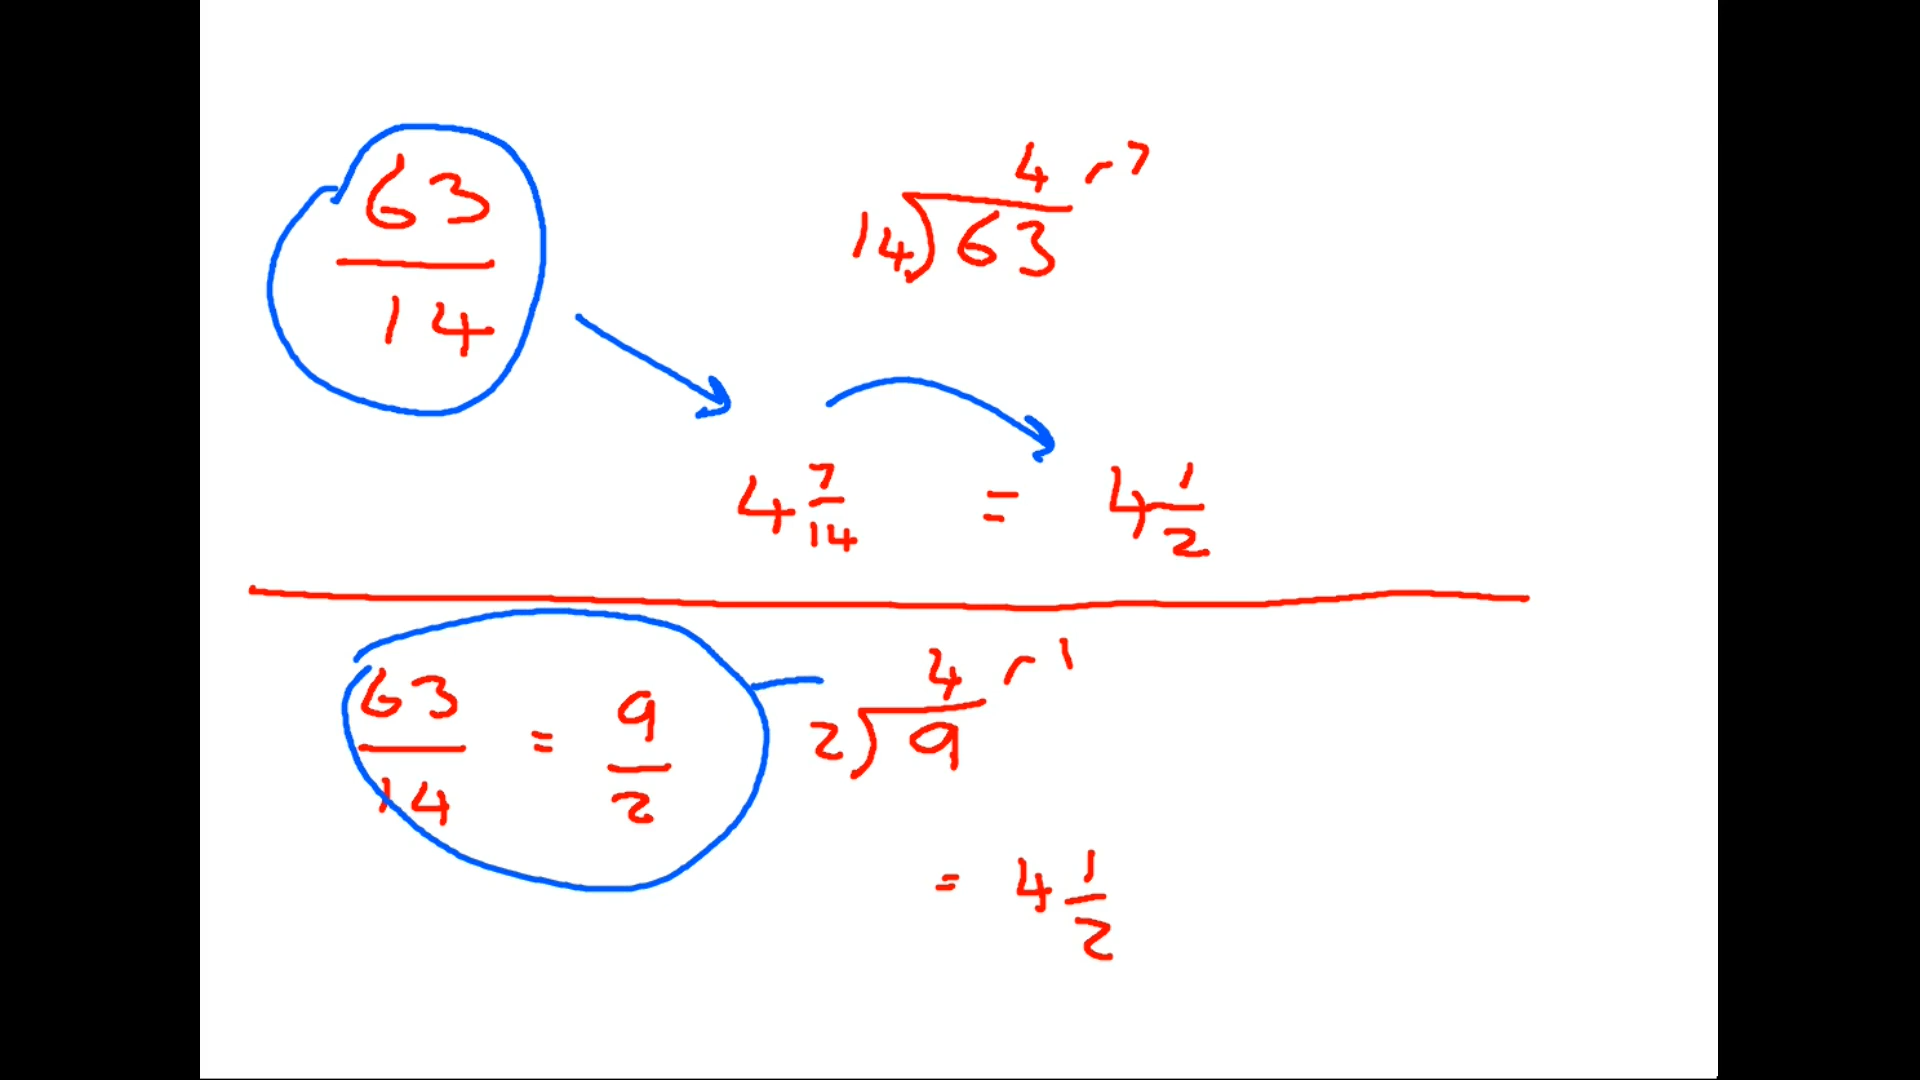 63/14
4 r 7
14)63
4 7/14 = 4 1/2
63/14 = 9/2
4 r 1
2)9
= 4 1/2